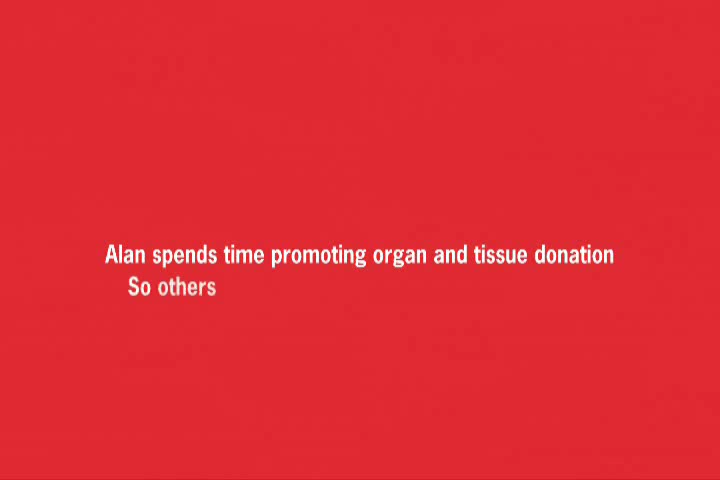 Alan spends time promoting organ and tissue donation
So others